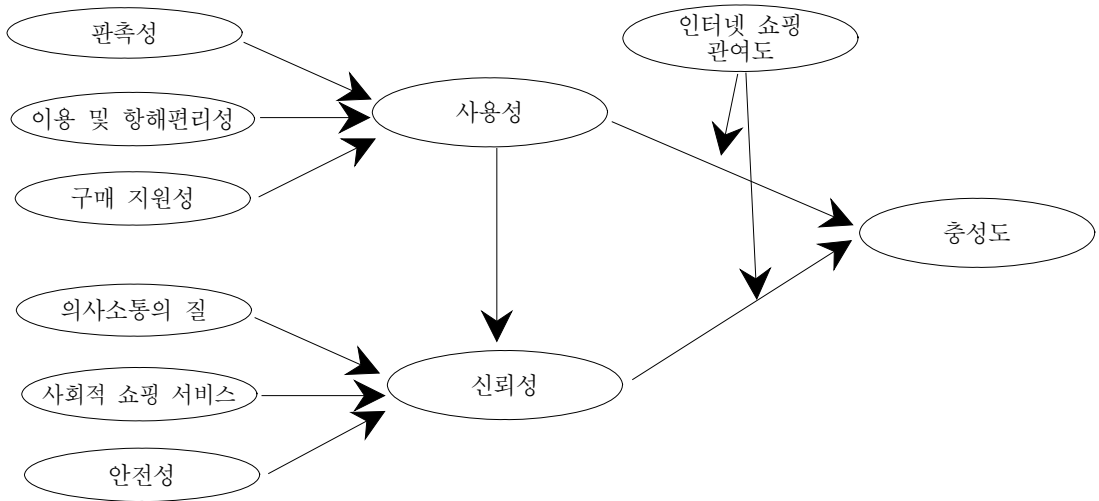 판촉성
인터넷 쇼핑
관여도
이용 및 항해편리성
사용성
구매 지원성
충성도
의사소통의 질
사회적 쇼핑 서비스
신뢰성
안전성